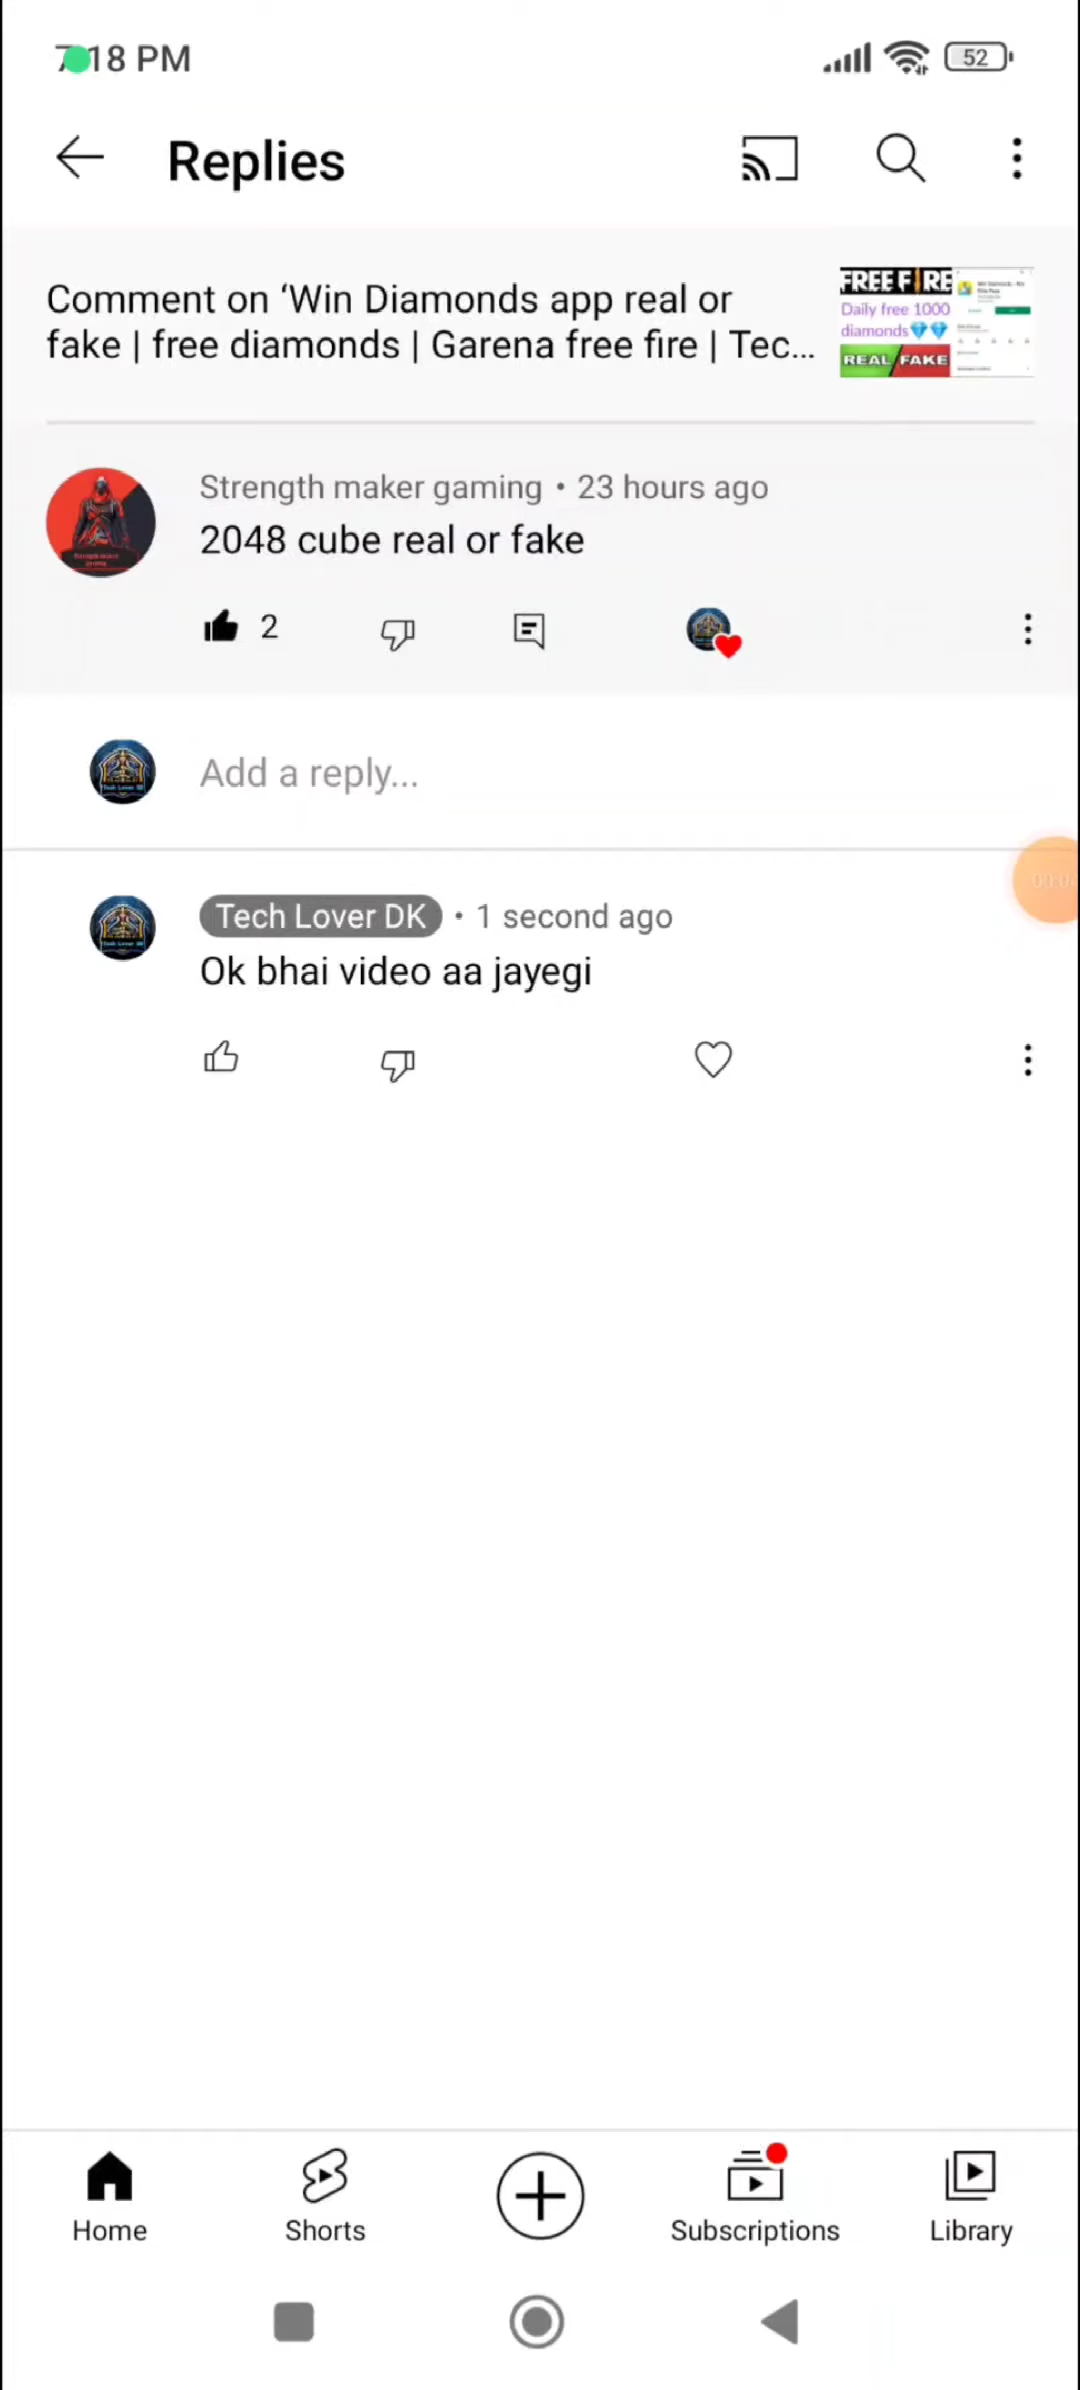 18 PM
52
Replies
Comment on ‘Win Diamonds app real or
fake | free diamonds | Garena free fire | Tec...
FREE FIRE
Daily free 1000
diamonds💎💎
REAL FAKE
Strength maker gaming • 23 hours ago
2048 cube real or fake
2
Add a reply...
Tech Lover DK • 1 second ago
Ok bhai video aa jayegi
Home
Shorts
Subscriptions
Library